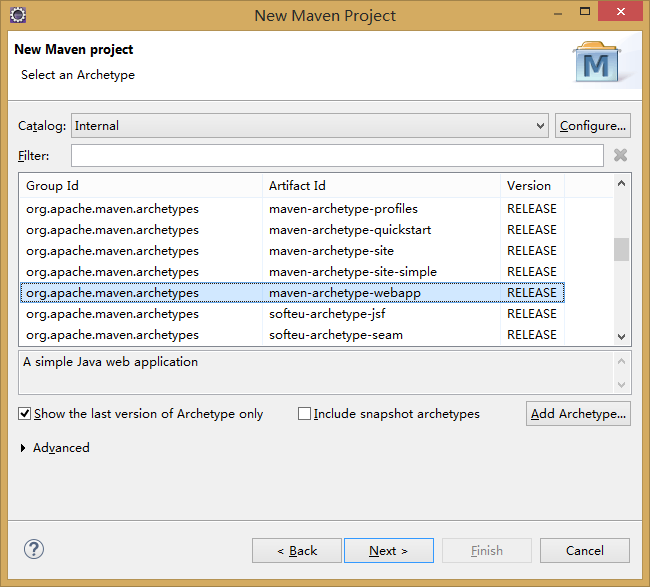 New Maven Project
New Maven project
Select an Archetype
M
Catalog: Internal Configure...
Filter:
Group Id Artifact Id Version
org.apache.maven.archetypes maven-archetype-profiles RELEASE
org.apache.maven.archetypes maven-archetype-quickstart RELEASE
org.apache.maven.archetypes maven-archetype-site RELEASE
org.apache.maven.archetypes maven-archetype-site-simple RELEASE
org.apache.maven.archetypes maven-archetype-webapp RELEASE
org.apache.maven.archetypes softeu-archetype-jsf RELEASE
org.apache.maven.archetypes softeu-archetype-seam RELEASE
A simple Java web application
Show the last version of Archetype only Include snapshot archetypes Add Archetype...
Advanced
? < Back Next > Finish Cancel